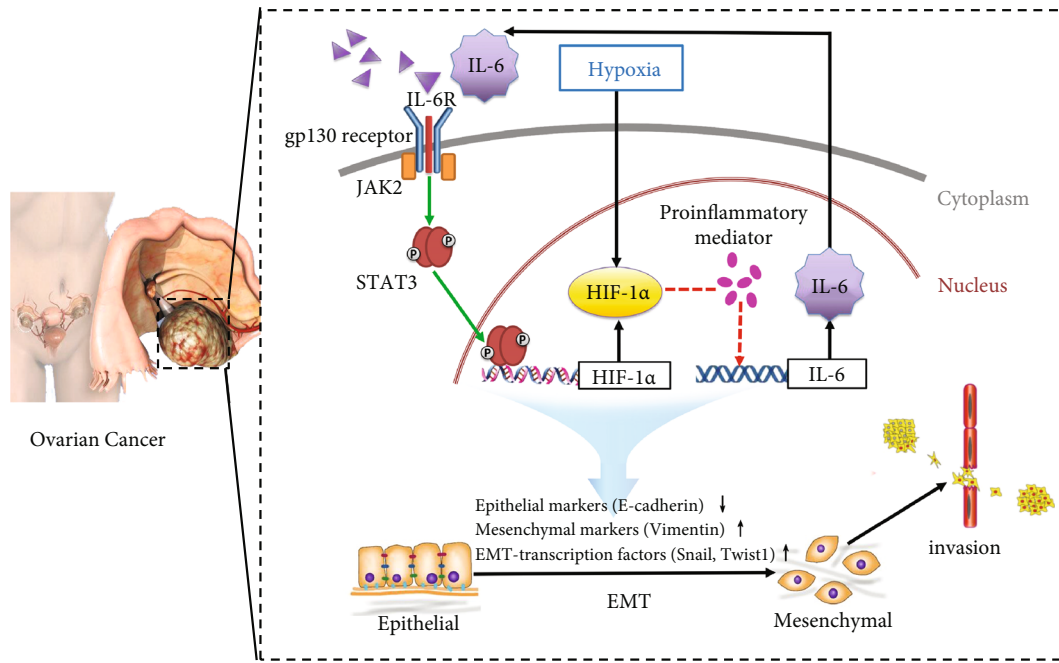 IL-6
Hypoxia
IL-6R
gp130 receptor
JAK2
Cytoplasm
Proinflammatory
mediator
P
P
STAT3
HIF-1α
IL-6
Nucleus
P
P
HIF-1α
IL-6
Ovarian Cancer
Epithelial markers (E-cadherin) ↓
Mesenchymal markers (Vimentin) ↑
EMT-transcription factors (Snail, Twist1) ↑
invasion
EMT
Epithelial
Mesenchymal